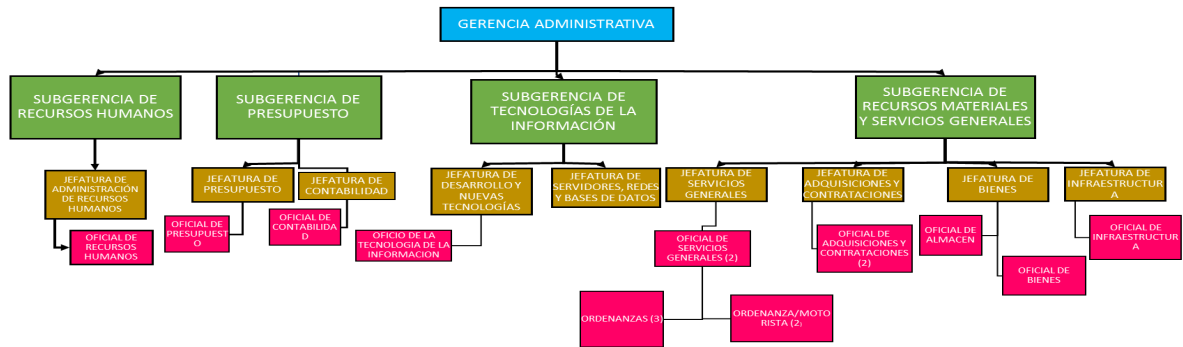 GERENCIA ADMINISTRATIVA
SUBGERENCIA DE
RECURSOS HUMANOS
SUBGERENCIA DE
PRESUPUESTO
SUBGERENCIA DE
TECNOLOGÍAS DE LA
INFORMACIÓN
SUBGERENCIA DE
RECURSOS MATERIALES
Y SERVICIOS GENERALES
JEFATURA DE
ADMINISTRACIÓN
DE RECURSOS
HUMANOS
JEFATURA DE
PRESUPUESTO
JEFATURA DE
CONTABILIDAD
JEFATURA DE
DESARROLLO Y
NUEVAS
TECNOLOGÍAS
JEFATURA DE
SERVIDORES, REDES
Y BASES DE DATOS
JEFATURA DE
SERVICIOS
GENERALES
JEFATURA DE
ADQUISICIONES Y
CONTRATACIONES
JEFATURA DE
BIENES
JEFATURA DE
INFRAESTRUCTUR
A
OFICIAL DE
RECURSOS
HUMANOS
OFICIAL DE
PRESUPUEST
O
OFICIAL DE
CONTABILIDA
D
OFICIO DE LA
TECNOLOGIA DE LA
INFORMACION
OFICIAL DE
SERVICIOS
GENERALES (2)
OFICIAL DE
ADQUISICIONES Y
CONTRATACIONES
(2)
OFICIAL DE
ALMACEN
OFICIAL DE
BIENES
OFICIAL DE
INFRAESTRUCTUR
A
ORDENANZAS (3)
ORDENANZA/MOTO
RISTA (2)